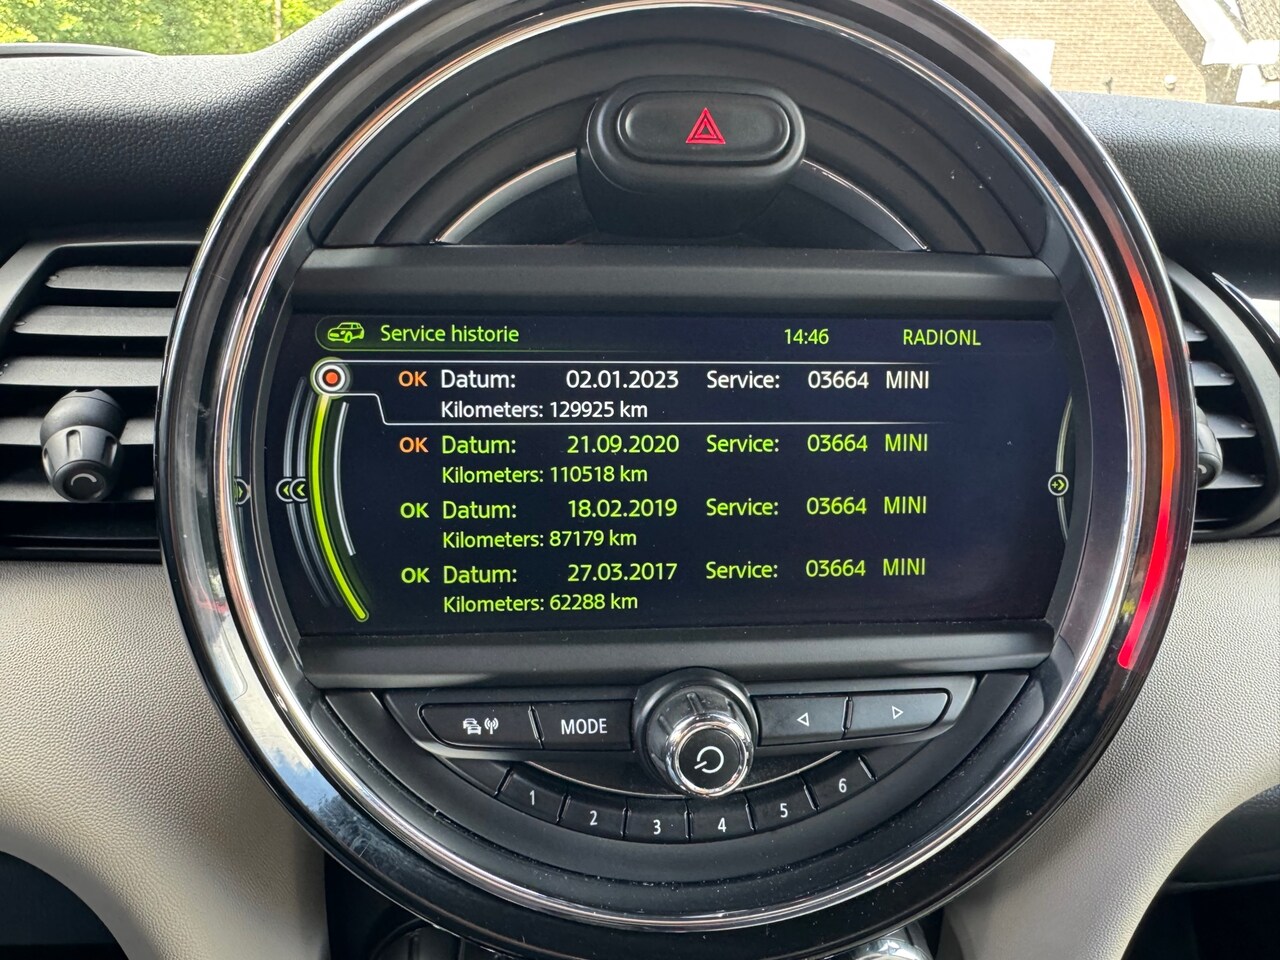 Service historie 14:46 RADIONL
OK Datum: 02.01.2023 Service: 03664 MINI
Kilometers: 129925 km
OK Datum: 21.09.2020 Service: 03664 MINI
Kilometers: 110518 km
OK Datum: 18.02.2019 Service: 03664 MINI
Kilometers: 87179 km
OK Datum: 27.03.2017 Service: 03664 MINI
Kilometers: 62288 km
MODE
1 2 3 4 5 6